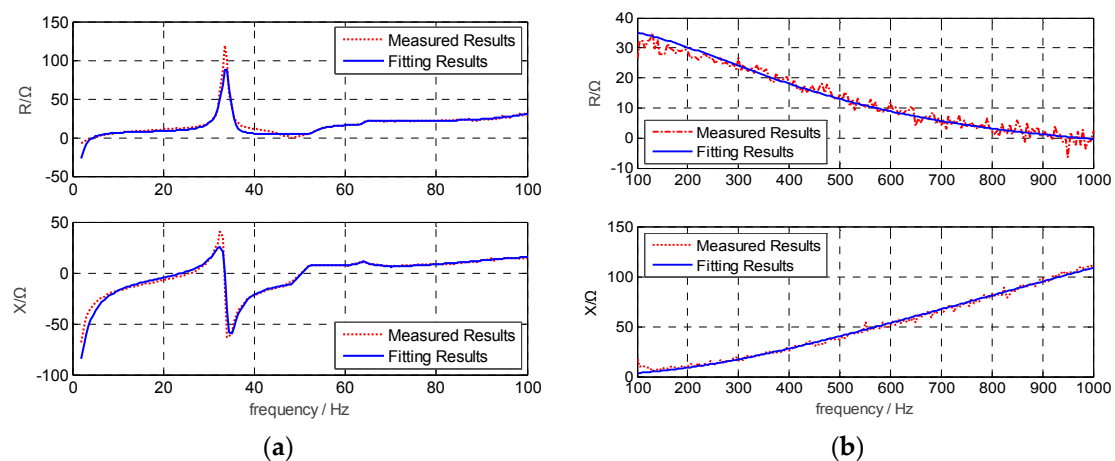 150
100
50
0
-50
R/Ω
Measured Results
Fitting Results
0 20 40 60 80 100
50
0
-50
-100
X/Ω
Measured Results
Fitting Results
0 20 40 60 80 100
frequency / Hz
(a)
40
30
20
10
0
-10
R/Ω
Measured Results
Fitting Results
100 200 300 400 500 600 700 800 900 1000
150
100
50
0
X/Ω
Measured Results
Fitting Results
100 200 300 400 500 600 700 800 900 1000
frequency / Hz
(b)